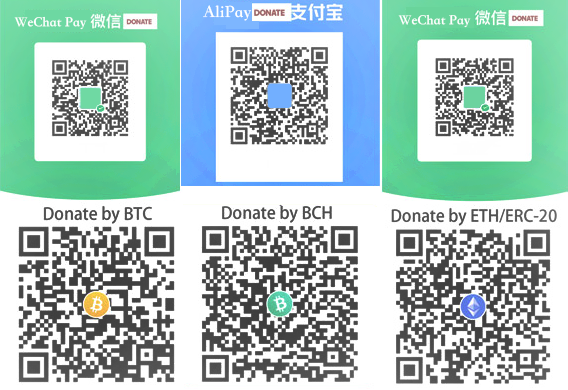 WeChat Pay 微信 DONATE
AliPay DONATE 支付宝
WeChat Pay 微信 DONATE
Donate by BTC
Donate by BCH
Donate by ETH/ERC-20